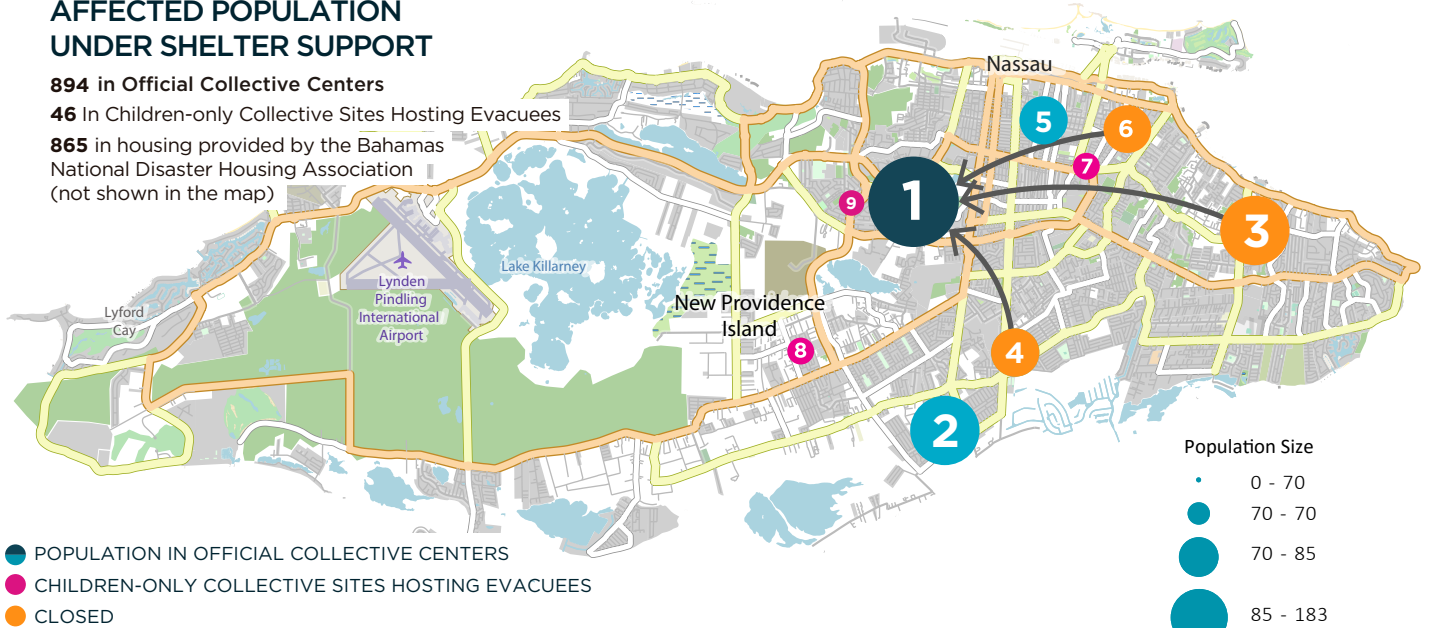 AFFECTED POPULATION
UNDER SHELTER SUPPORT
894 in Official Collective Centers
46 In Children-only Collective Sites Hosting Evacuees
865 in housing provided by the Bahamas
National Disaster Housing Association
(not shown in the map)
Nassau
5
6
7
1
9
3
Lake Killarney
Lynden
Pindling
International
Airport
New Providence
Island
Lyford
Cay
8
4
2
Population Size
0 - 70
70 - 70
70 - 85
85 - 183
POPULATION IN OFFICIAL COLLECTIVE CENTERS
CHILDREN-ONLY COLLECTIVE SITES HOSTING EVACUEES
CLOSED